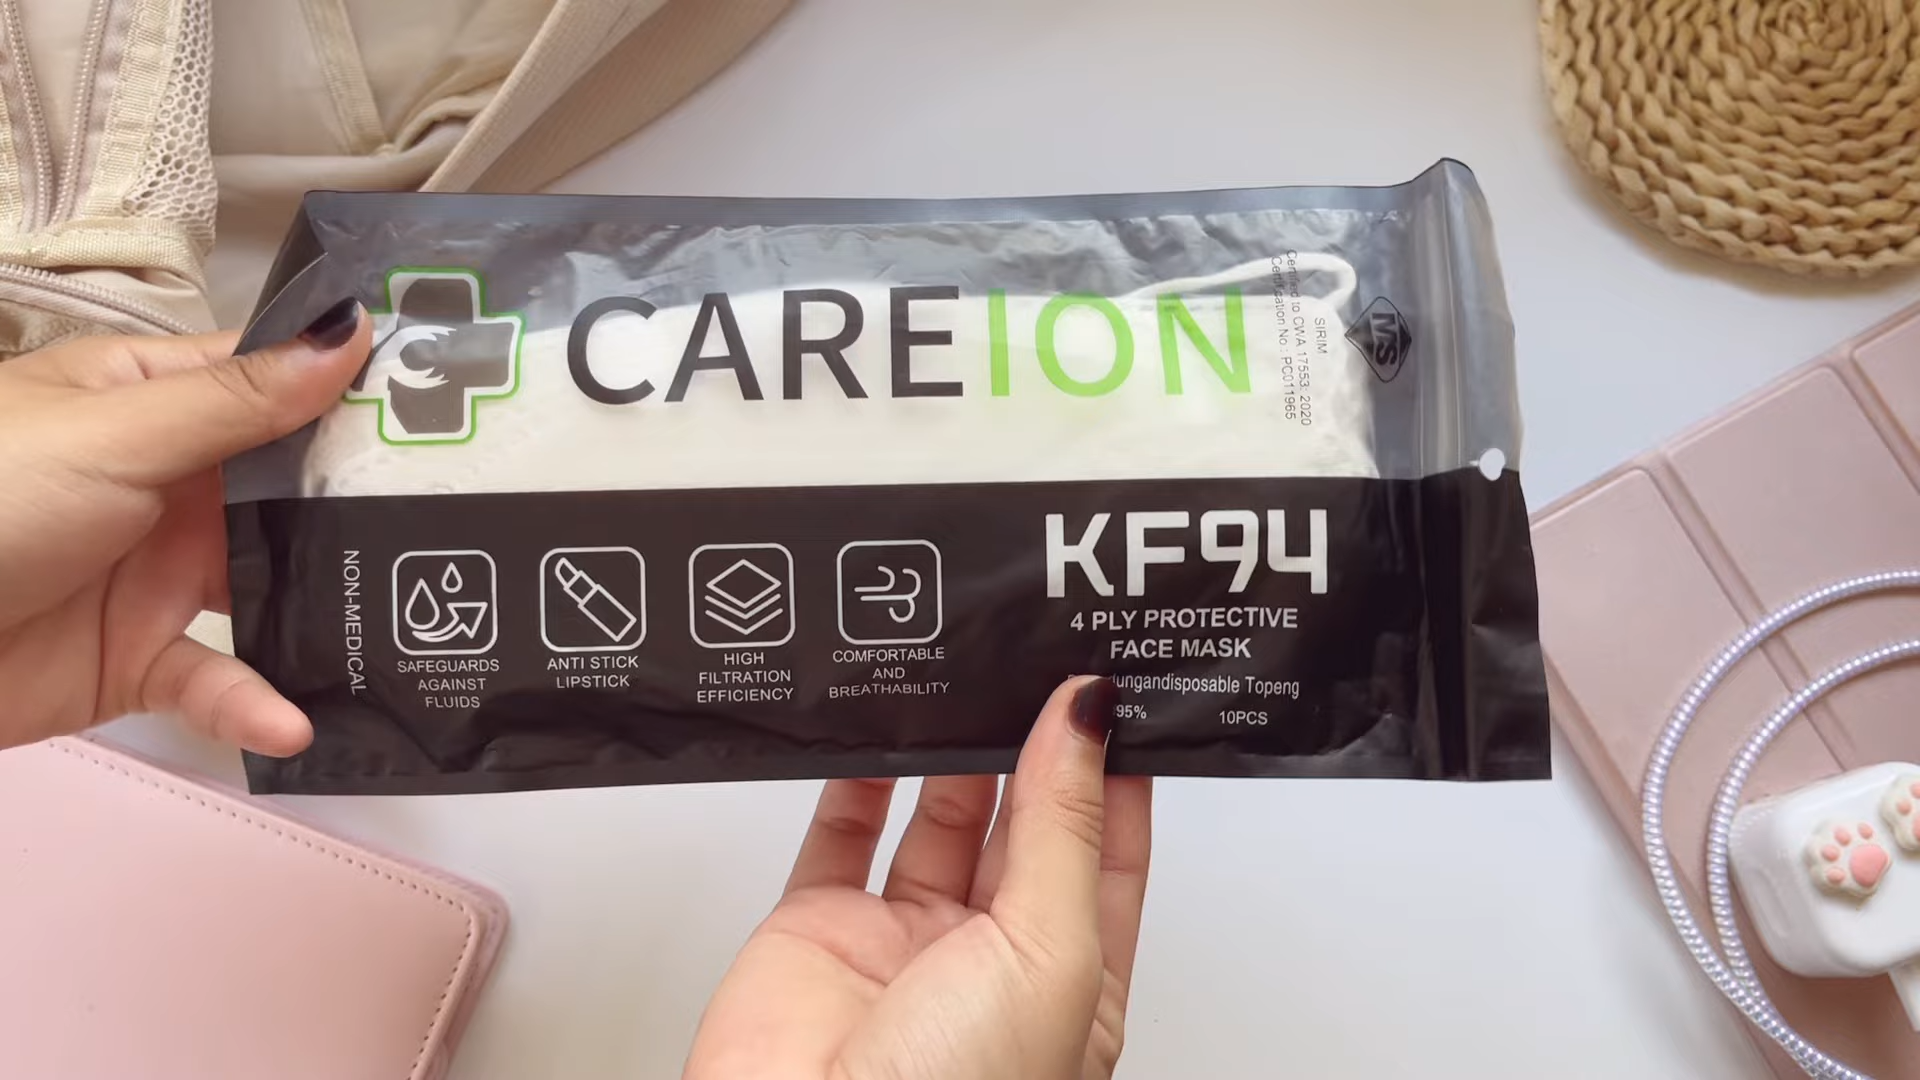 CAREION
SIRIM
Certified to CWA 17553: 2020
Certification No : PC011965
MS
NON-MEDICAL
SAFEGUARDS
AGAINST
FLUIDS
ANTI STICK
LIPSTICK
HIGH
FILTRATION
EFFICIENCY
COMFORTABLE
AND
BREATHABILITY
KF94
4 PLY PROTECTIVE
FACE MASK
Topeng
95%
10PCS